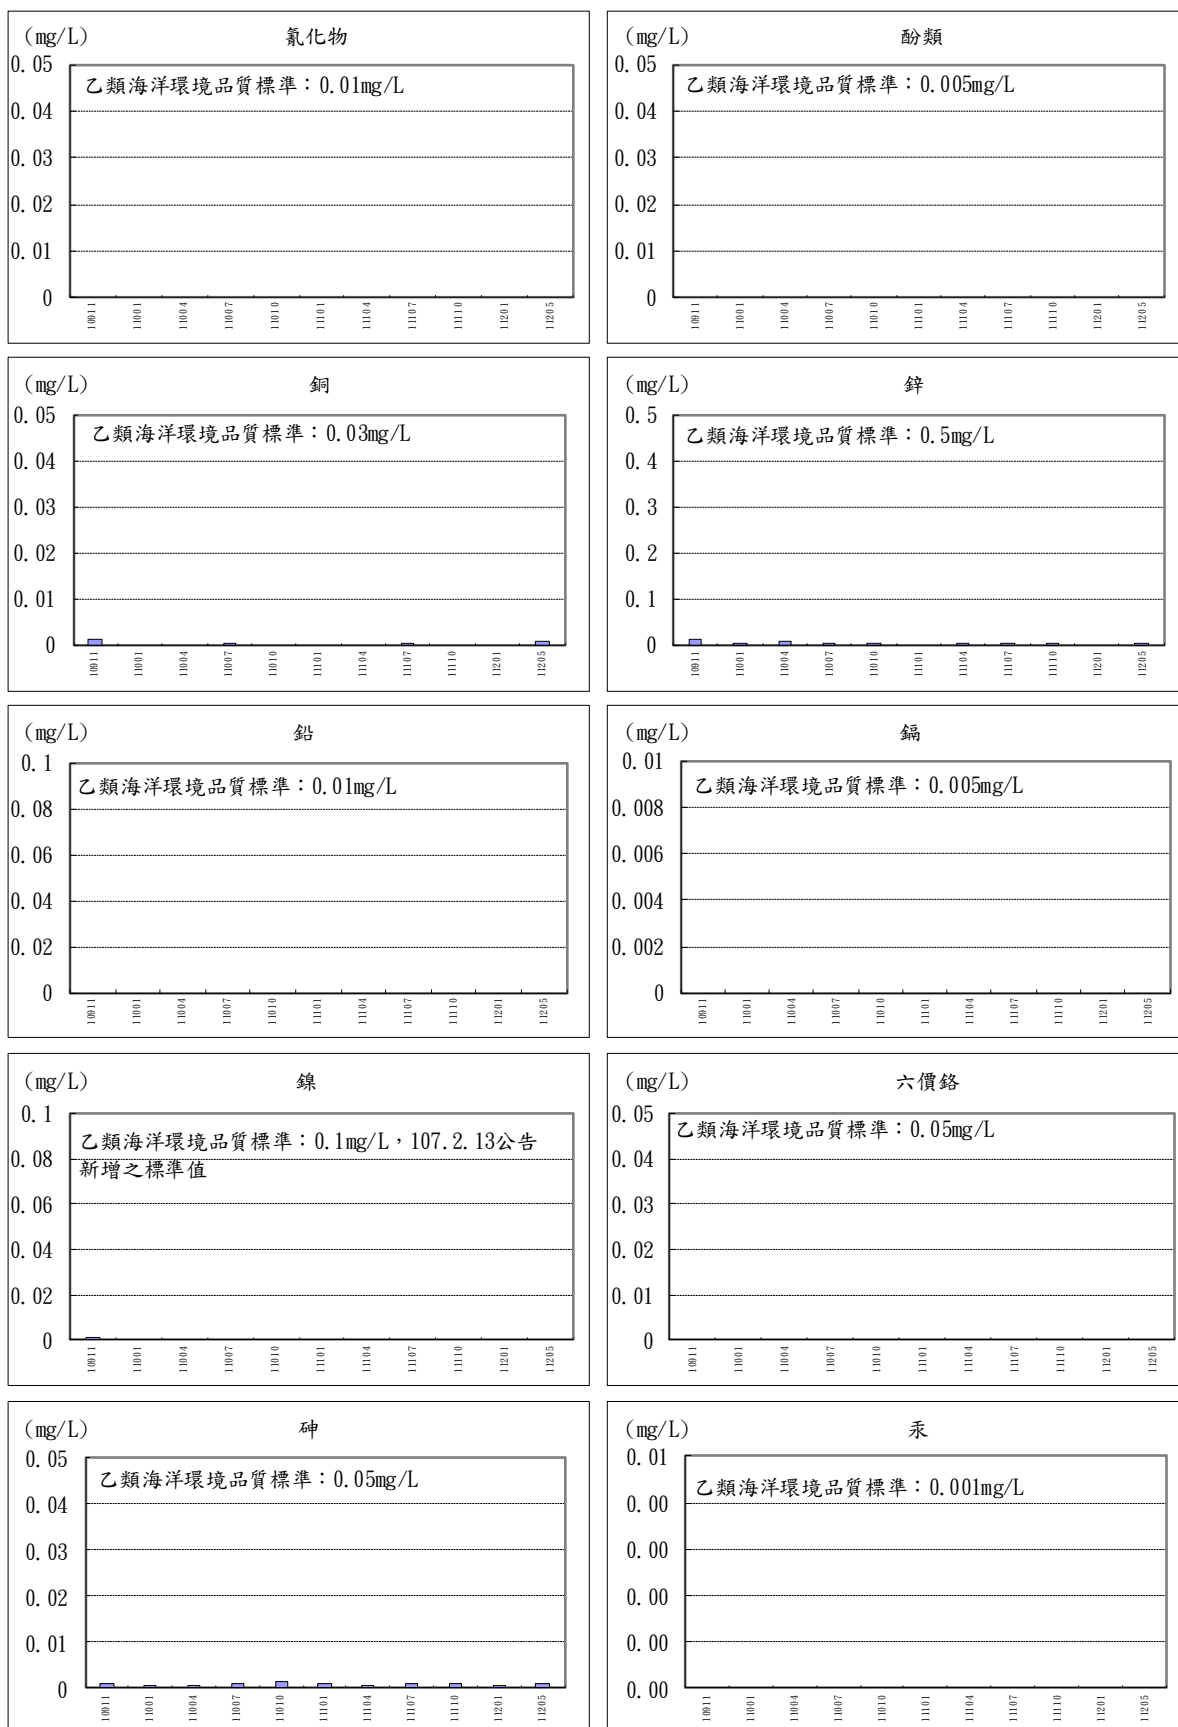 (mg/L) 氰化物
0.05
乙類海洋環境品質標準：0.01mg/L
0.04
0.03
0.02
0.01
0
10911 11001 11004 11007 11010 11101 11104 11107 11110 11201 11205
(mg/L) 酚類
0.05
乙類海洋環境品質標準：0.005mg/L
0.04
0.03
0.02
0.01
0
10911 11001 11004 11007 11010 11101 11104 11107 11110 11201 11205
(mg/L) 銅
0.05
乙類海洋環境品質標準：0.03mg/L
0.04
0.03
0.02
0.01
0
10911 11001 11004 11007 11010 11101 11104 11107 11110 11201 11205
(mg/L) 鋅
0.5
乙類海洋環境品質標準：0.5mg/L
0.4
0.3
0.2
0.1
0
10911 11001 11004 11007 11010 11101 11104 11107 11110 11201 11205
(mg/L) 鉛
0.1
乙類海洋環境品質標準：0.01mg/L
0.08
0.06
0.04
0.02
0
10911 11001 11004 11007 11010 11101 11104 11107 11110 11201 11205
(mg/L) 鎘
0.01
乙類海洋環境品質標準：0.005mg/L
0.008
0.006
0.004
0.002
0
10911 11001 11004 11007 11010 11101 11104 11107 11110 11201 11205
(mg/L) 鎳
0.1
乙類海洋環境品質標準：0.1mg/L，107.2.13公告
新增之標準值
0.08
0.06
0.04
0.02
0
10911 11001 11004 11007 11010 11101 11104 11107 11110 11201 11205
(mg/L) 六價鉻
0.05
乙類海洋環境品質標準：0.05mg/L
0.04
0.03
0.02
0.01
0
10911 11001 11004 11007 11010 11101 11104 11107 11110 11201 11205
(mg/L) 砷
0.05
乙類海洋環境品質標準：0.05mg/L
0.04
0.03
0.02
0.01
0
10911 11001 11004 11007 11010 11101 11104 11107 11110 11201 11205
(mg/L) 汞
0.01
乙類海洋環境品質標準：0.001mg/L
0.00
0.00
0.00
0.00
0.00
10911 11001 11004 11007 11010 11101 11104 11107 11110 11201 11205